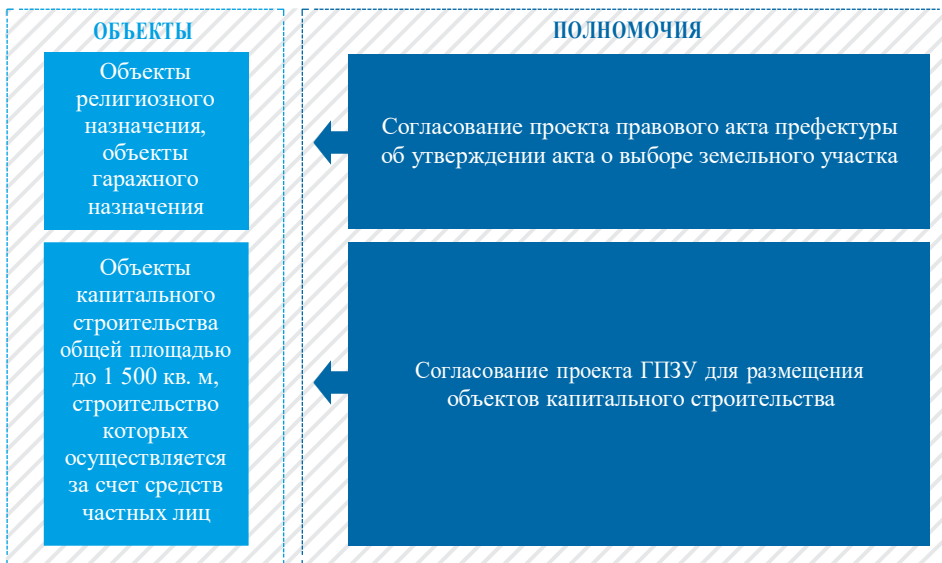 ОБЪЕКТЫ
ПОЛНОМОЧИЯ
Объекты
религиозного
назначения,
объекты
гаражного
назначения
Согласование проекта правового акта префектуры
об утверждении акта о выборе земельного участка
Объекты
капитального
строительства
общей площадью
до 1 500 кв. м,
строительство
которых
осуществляется
за счет средств
частных лиц
Согласование проекта ГПЗУ для размещения
объектов капитального строительства